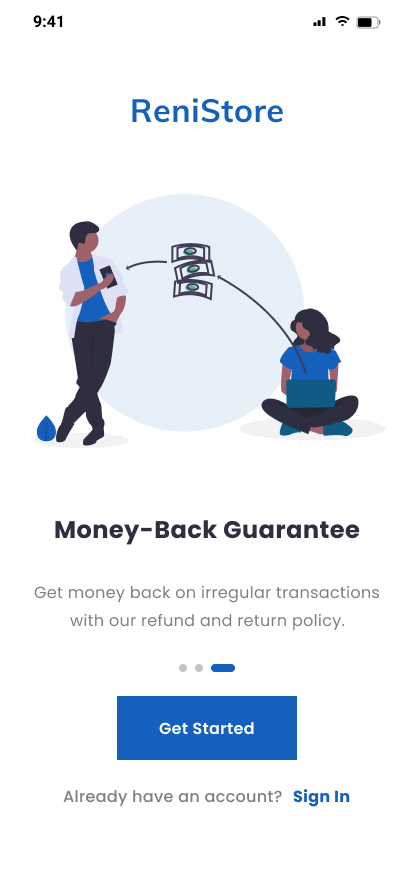 9:41
ReniStore
Money-Back Guarantee
Get money back on irregular transactions
with our refund and return policy.
Get Started
Already have an account? Sign In